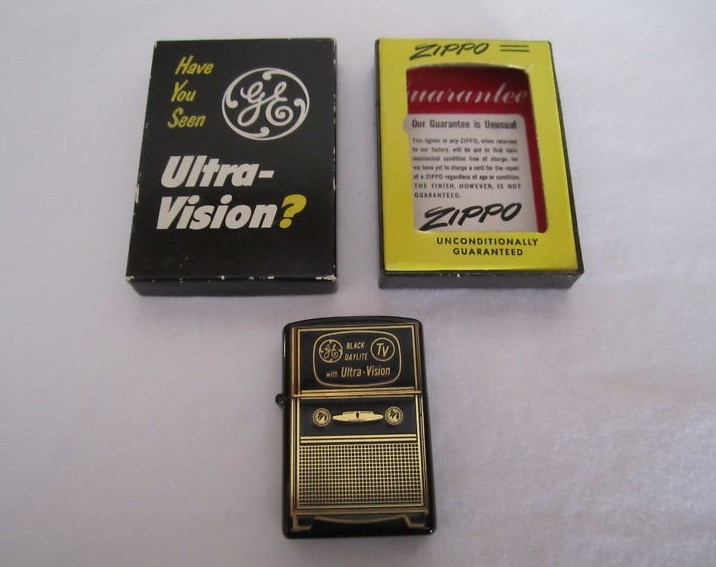 Have
You
Seen
GE
Ultra-
Vision?
ZIPPO
uarantee
Our Guarantee is Unusual
This lighter or any ZIPPO, when returned
to our factory, will be put in first class
mechanical condition free of charge, for
we have yet to charge a cent for the repair
of a ZIPPO regardless of age or condition.
THE FINISH, HOWEVER, IS NOT
GUARANTEED.
ZIPPO
UNCONDITIONALLY
GUARANTEED
GE BLACK TV
DAYLITE
with Ultra-Vision